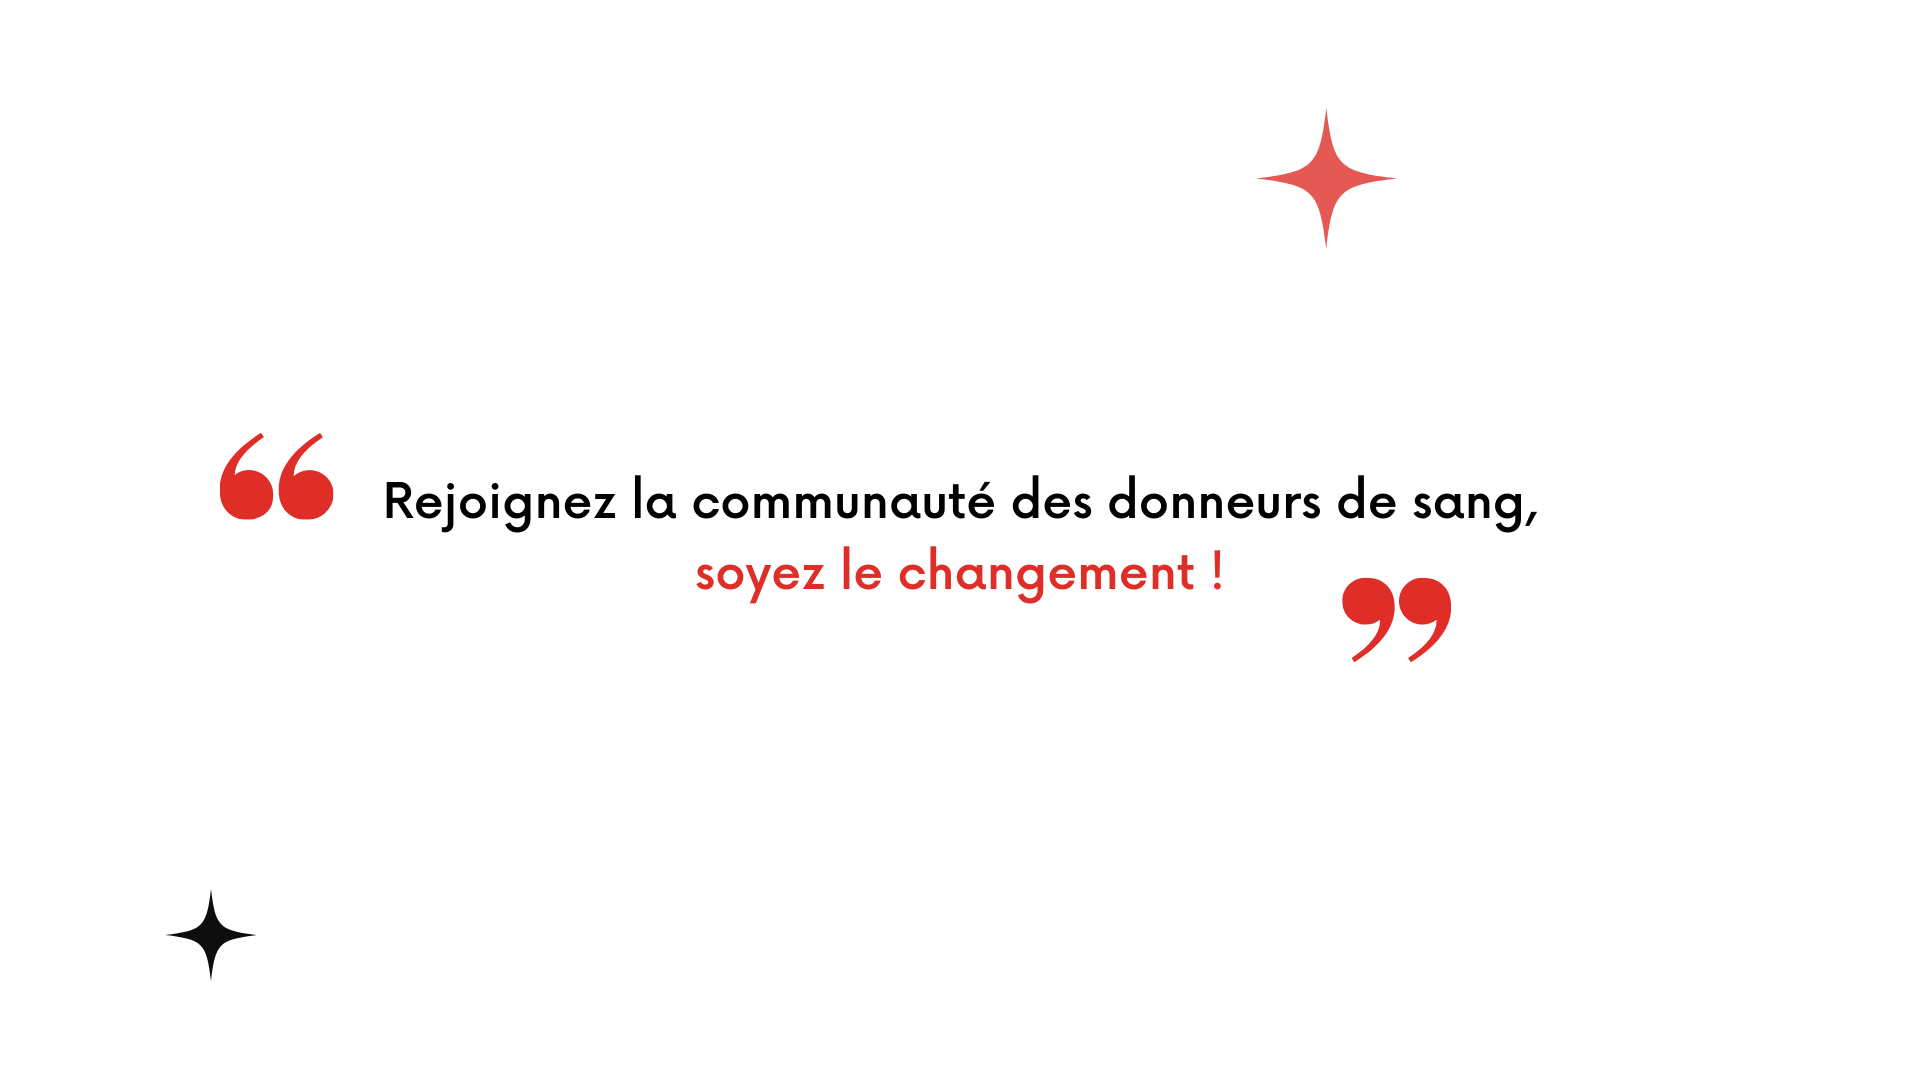 “ Rejoignez la communauté des donneurs de sang,
soyez le changement ! ”